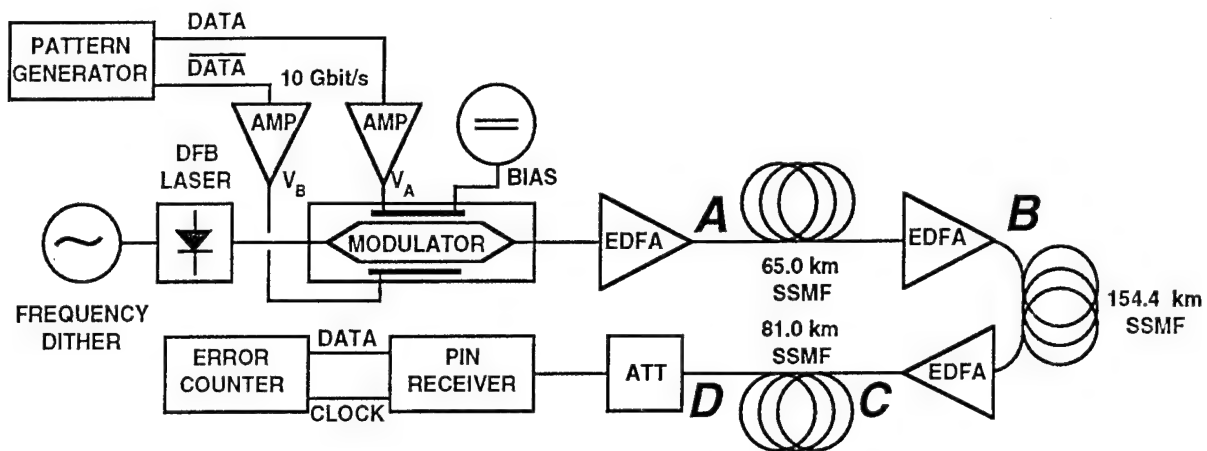 DATA
PATTERN
GENERATOR
DATA
10 Gbit/s
AMP
AMP
DFB
LASER
V_B
V_A
BIAS
MODULATOR
EDFA
A
EDFA
B
65.0 km
SSMF
154.4 km
SSMF
FREQUENCY
DITHER
81.0 km
SSMF
DATA
ERROR
COUNTER
PIN
RECEIVER
CLOCK
ATT
D
C
EDFA